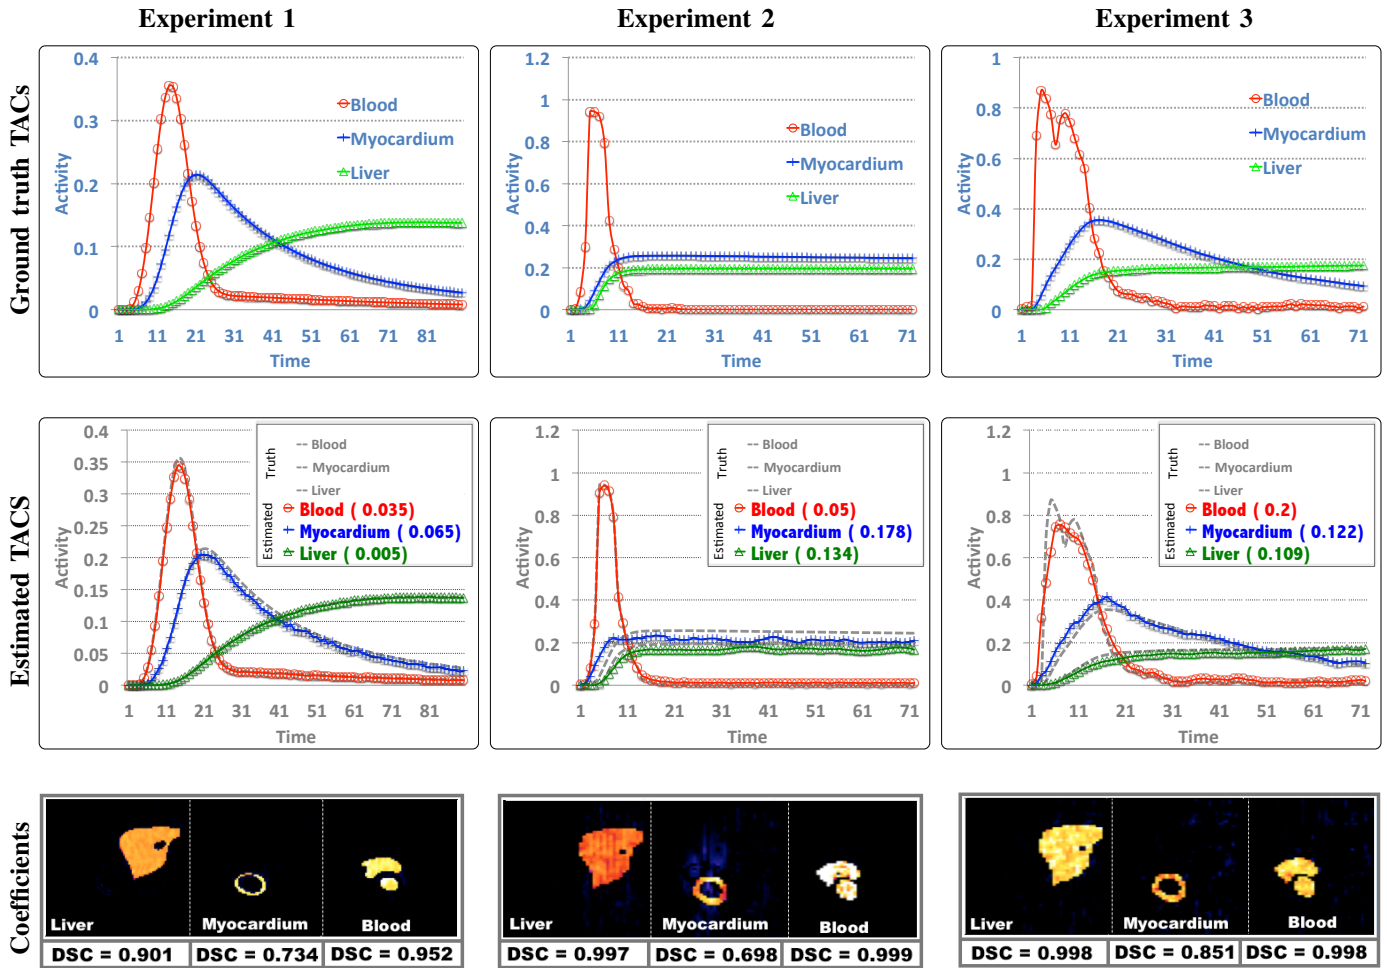 Experiment 1
Experiment 2
Experiment 3
Ground truth TACs
0.4
0.3
0.2
0.1
0
Activity
Blood
Myocardium
Liver
1 11 21 31 41 51 61 71 81
Time
1.2
1
0.8
0.6
0.4
0.2
0
Activity
Blood
Myocardium
Liver
1 11 21 31 41 51 61 71
Time
1
0.8
0.6
0.4
0.2
0
Activity
Blood
Myocardium
Liver
1 11 21 31 41 51 61 71
Time
Estimated TACS
0.4
0.35
0.3
0.25
0.2
0.15
0.1
0.05
0
Activity
Truth
Blood
Myocardium
Liver
Estimated
Blood ( 0.035)
Myocardium ( 0.065)
Liver ( 0.005)
1 11 21 31 41 51 61 71 81
Time
1.2
1
0.8
0.6
0.4
0.2
0
Activity
Truth
Blood
Myocardium
Liver
Estimated
Blood ( 0.05)
Myocardium ( 0.178)
Liver ( 0.134)
1 11 21 31 41 51 61 71
Time
1.2
1
0.8
0.6
0.4
0.2
0
Activity
Truth
Blood
Myocardium
Liver
Estimated
Blood ( 0.2)
Myocardium ( 0.122)
Liver ( 0.109)
1 11 21 31 41 51 61 71
Time
Coefficients
Liver Myocardium Blood
DSC = 0.901 DSC = 0.734 DSC = 0.952
Liver Myocardium Blood
DSC = 0.997 DSC = 0.698 DSC = 0.999
Liver Myocardium Blood
DSC = 0.998 DSC = 0.851 DSC = 0.998